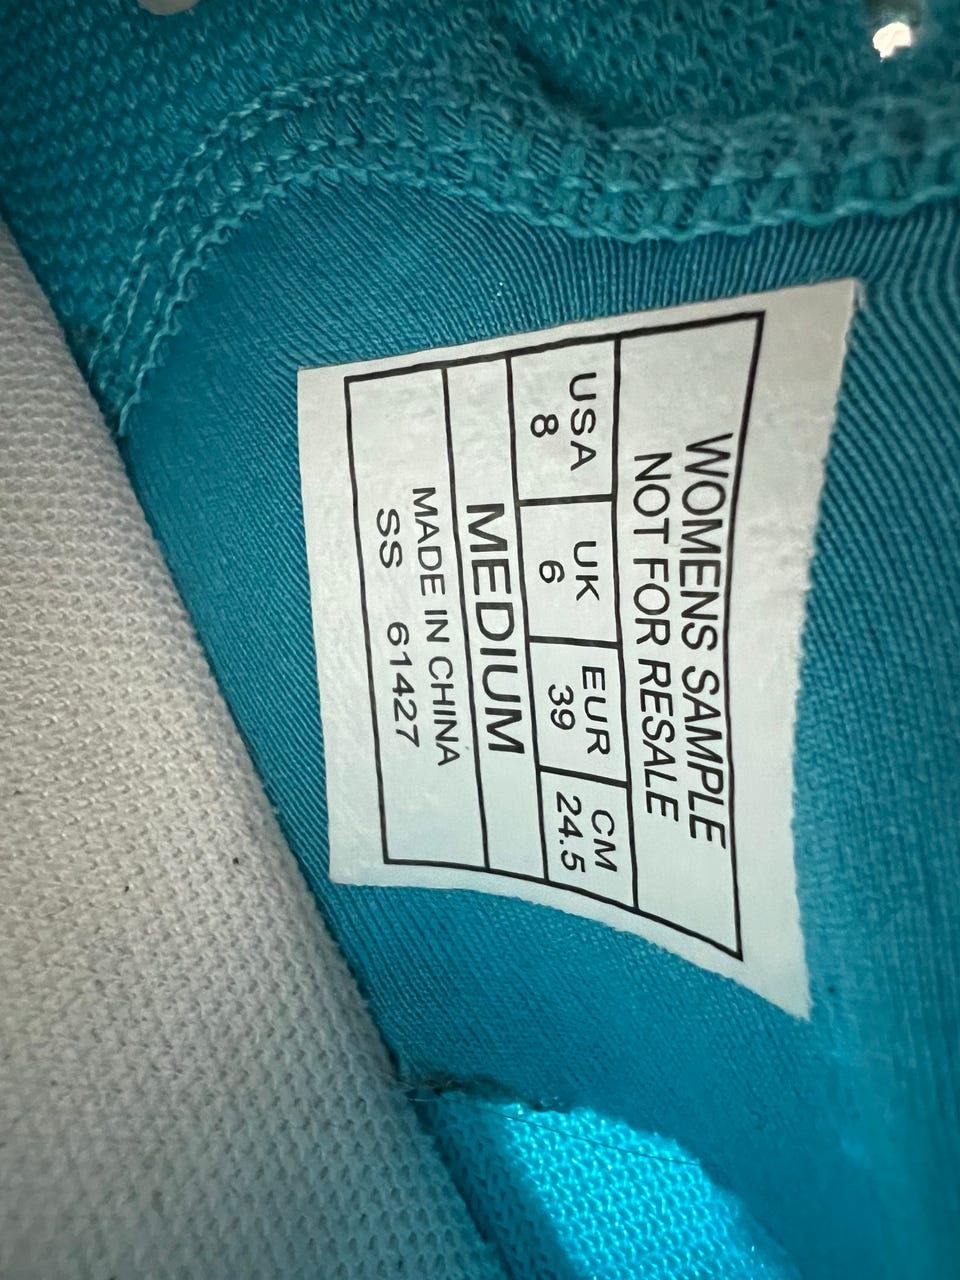 WOMENS SAMPLE
NOT FOR RESALE
USA UK EUR CM
8 6 39 24.5
MEDIUM
MADE IN CHINA
SS 61427